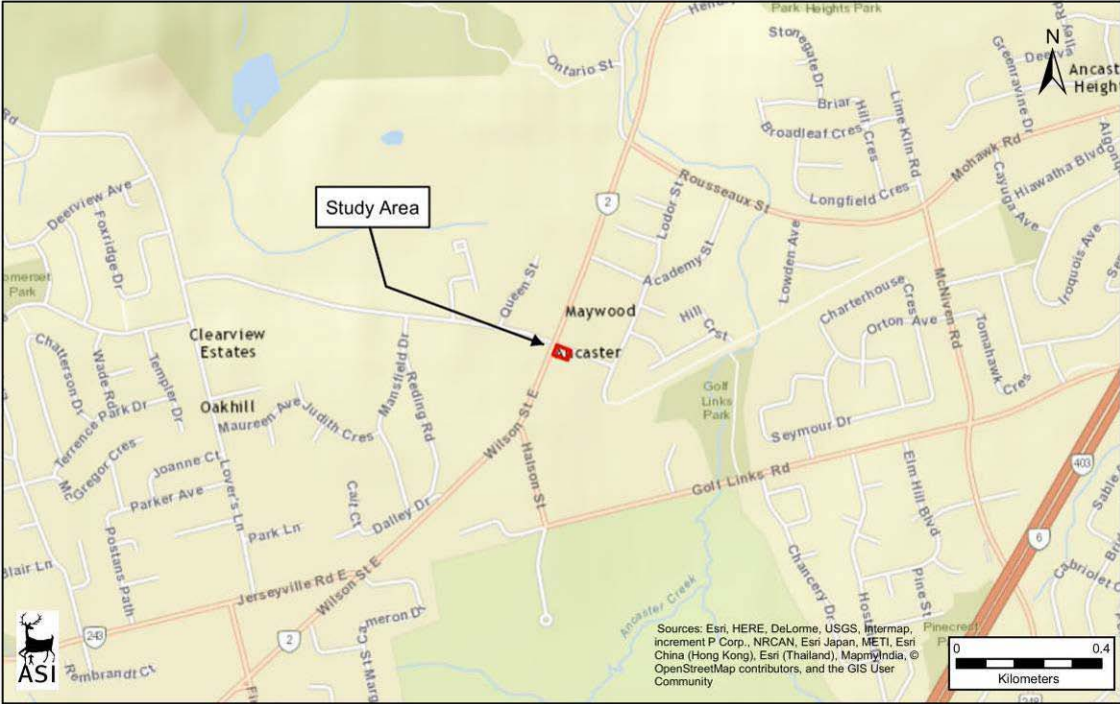 Park Heights Park
N
Ontario St
Stonegate Dr
Greenravine Dr
Briar Hill Cres
Lime Kiln Rd
Broadleaf Cres
Mohawk Rd
Rd
Deerview Ave
Foxridge Dr
Study Area
2
Rousseaux St
Longfield Cres
Cayuga Ave
Hiawatha Blvd
Lodor St
Academy St
Lowden Ave
Iroquois Ave
Queen St
Park
Maywood
Hill Crst
Charterhouse Cres
Orton Ave
McNiven Rd
Tomahawk Cres
Clearview
Estates
Chatterson Dr
Wade Rd
Templer Dr
Mansfield Dr
Reding Rd
Oakhill
Terrence Park Dr
Maureen Ave
Judith Cres
Golf
Links
Park
Seymour Dr
Wilson St E
Halson St
McGregor Cres
Joanne Ct
Parker Ave
Lover's Ln
Cait Ct
Dalley Dr
Park Ln
Postans Path
Golf Links Rd
Elm Hill Blvd
403
6
Blair Ln
Jerseyville Rd E
Wilson St E
Chancery Dr
Pine St
Ancaster Creek
243
2
Rembrandt Ct
ASI
Sources: Esri, HERE, DeLorme, USGS, Intermap,
increment P Corp., NRCAN, Esri Japan, METI, Esri
China (Hong Kong), Esri (Thailand), MapmyIndia, ©
OpenStreetMap contributors, and the GIS User
Community
0 0.4
Kilometers